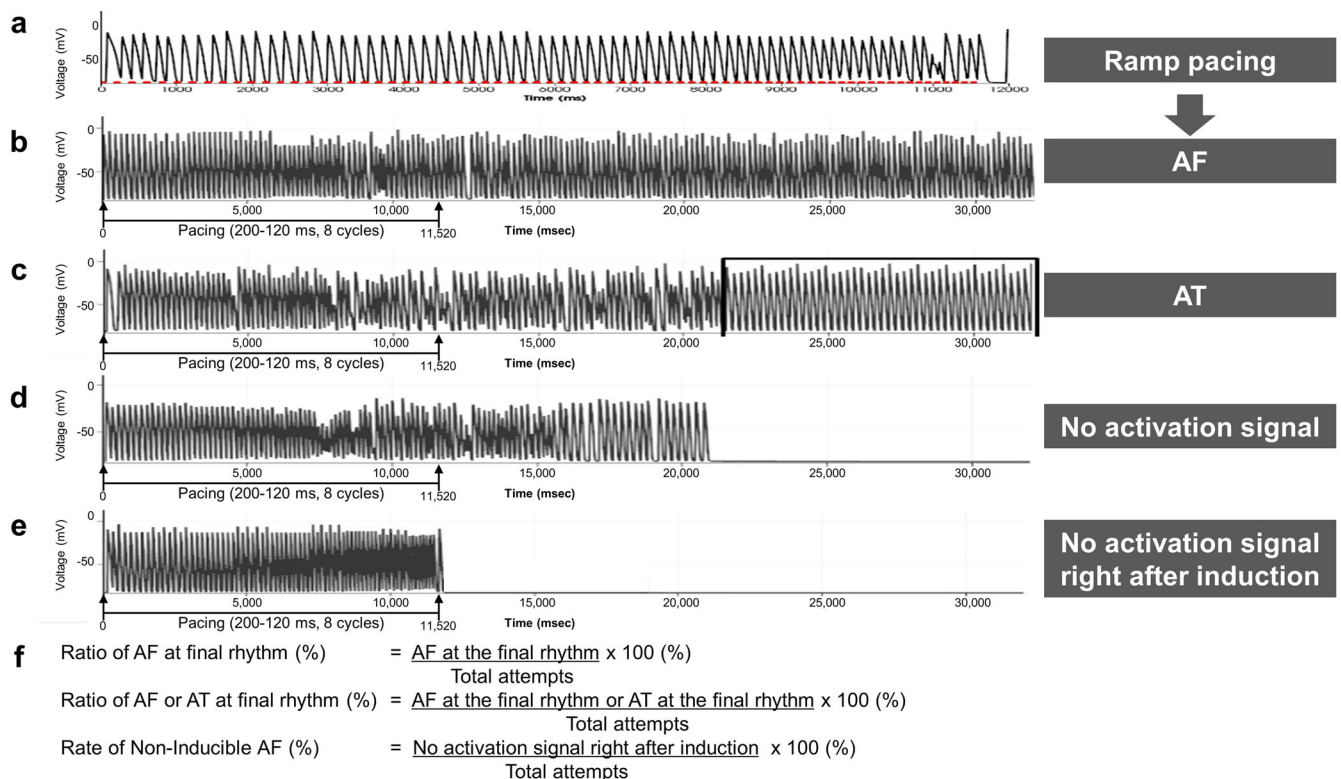 a
Voltage (mV)
0
-50
0 1000 2000 3000 4000 5000 6000 7000 8000 9000 10000 11000 12000
Time (ms)
Ramp pacing
b
Voltage (mV)
0
-50
5,000 10,000 15,000 20,000 25,000 30,000
0 Pacing (200-120 ms, 8 cycles) 11,520 Time (msec)
AF
c
Voltage (mV)
0
-50
5,000 10,000 15,000 20,000 25,000 30,000
0 Pacing (200-120 ms, 8 cycles) 11,520 Time (msec)
AT
d
Voltage (mV)
0
-50
5,000 10,000 15,000 20,000 25,000 30,000
0 Pacing (200-120 ms, 8 cycles) 11,520 Time (msec)
No activation signal
e
Voltage (mV)
0
-50
5,000 10,000 15,000 20,000 25,000 30,000
0 Pacing (200-120 ms, 8 cycles) 11,520 Time (msec)
No activation signal
right after induction
f
Ratio of AF at final rhythm (%) = AF at the final rhythm x 100 (%)
Total attempts
Ratio of AF or AT at final rhythm (%) = AF at the final rhythm or AT at the final rhythm x 100 (%)
Total attempts
Rate of Non-Inducible AF (%) = No activation signal right after induction x 100 (%)
Total attempts